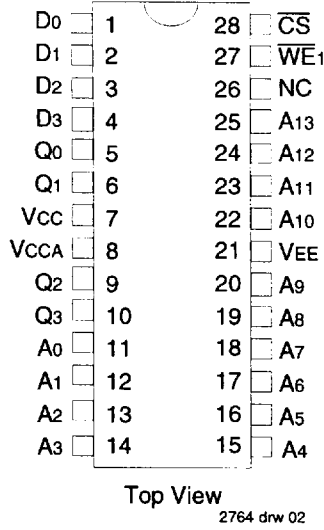 D0 1 28 CS
D1 2 27 WE1
D2 3 26 NC
D3 4 25 A13
Q0 5 24 A12
Q1 6 23 A11
VCC 7 22 A10
VCCA 8 21 VEE
Q2 9 20 A9
Q3 10 19 A8
A0 11 18 A7
A1 12 17 A6
A2 13 16 A5
A3 14 15 A4
Top View
2764 drw 02